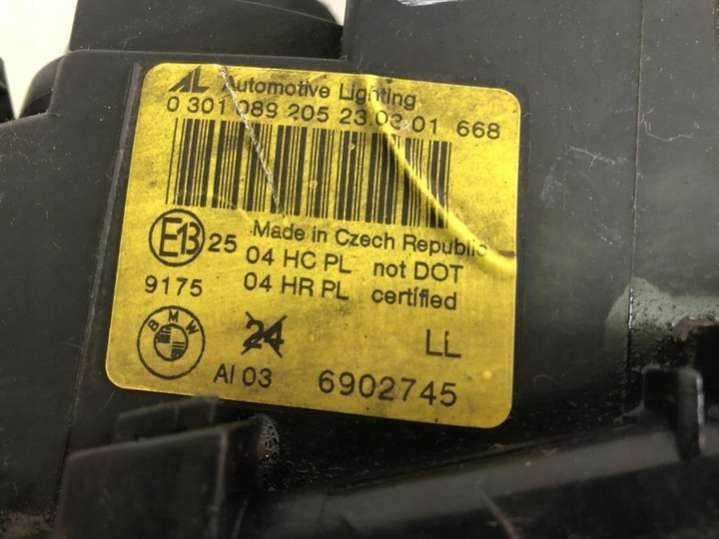 AL Automotive Lighting
0 301 089 205 23.03.01 668
Made in Czech Republic
E13 25 04 HC PL not DOT
9175 04 HR PL certified
BMW 24 LL
AI 03 6902745